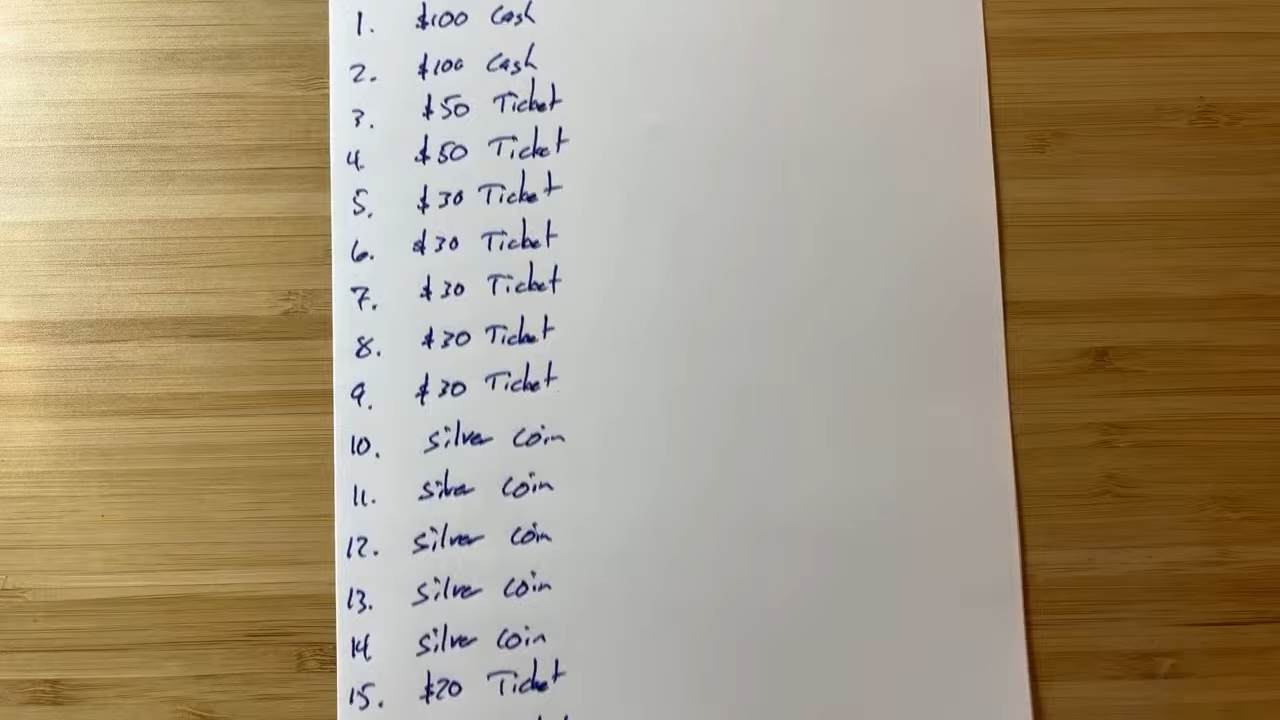 1. $100 Cash
2. $100 Cash
3. $50 Ticket
4. $50 Ticket
5. $30 Ticket
6. $30 Ticket
7. $30 Ticket
8. $30 Ticket
9. $30 Ticket
10. Silver Coin
11. Silver Coin
12. Silver Coin
13. Silver Coin
14 Silver Coin
15. $20 Ticket